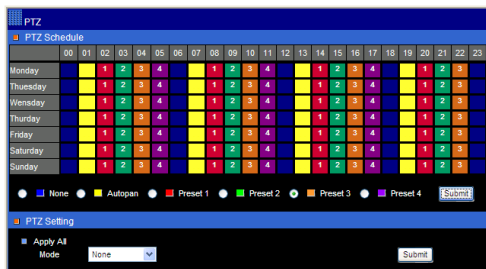 PTZ
PTZ Schedule
00 01 02 03 04 05 06 07 08 09 10 11 12 13 14 15 16 17 18 19 20 21 22 23
Monday 1 2 3 4 1 2 3 4 1 2 3 4 1 2 3
Thuesday 1 2 3 4 1 2 3 4 1 2 3 4 1 2 3
Wensday 1 2 3 4 1 2 3 4 1 2 3 4 1 2 3
Thurday 1 2 3 4 1 2 3 4 1 2 3 4 1 2 3
Friday 1 2 3 4 1 2 3 4 1 2 3 4 1 2 3
Saturday 1 2 3 4 1 2 3 4 1 2 3 4 1 2 3
Sunday 1 2 3 4 1 2 3 4 1 2 3 4 1 2 3
None Autopan Preset 1 Preset 2 Preset 3 Preset 4 Submit
PTZ Setting
Apply All
Mode None Submit